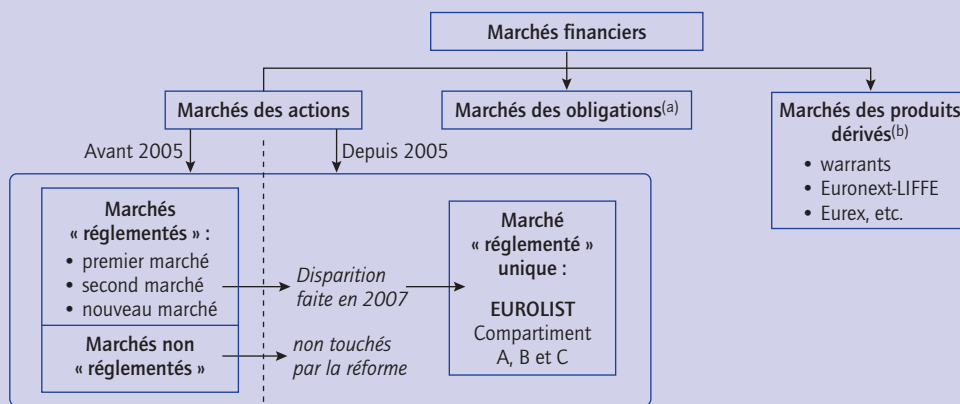 Marchés financiers
Marchés des actions
Marchés des obligations(a)
Marchés des produits
dérivés(b)
• warrants
• Euronext-LIFFE
• Eurex, etc.
Avant 2005
Depuis 2005
Marchés
« réglementés » :
• premier marché
• second marché
• nouveau marché
Disparition
faite en 2007
Marché
« réglementé »
unique :
EUROLIST
Compartiment
A, B et C
Marchés non
« réglementés »
non touchés
par la réforme